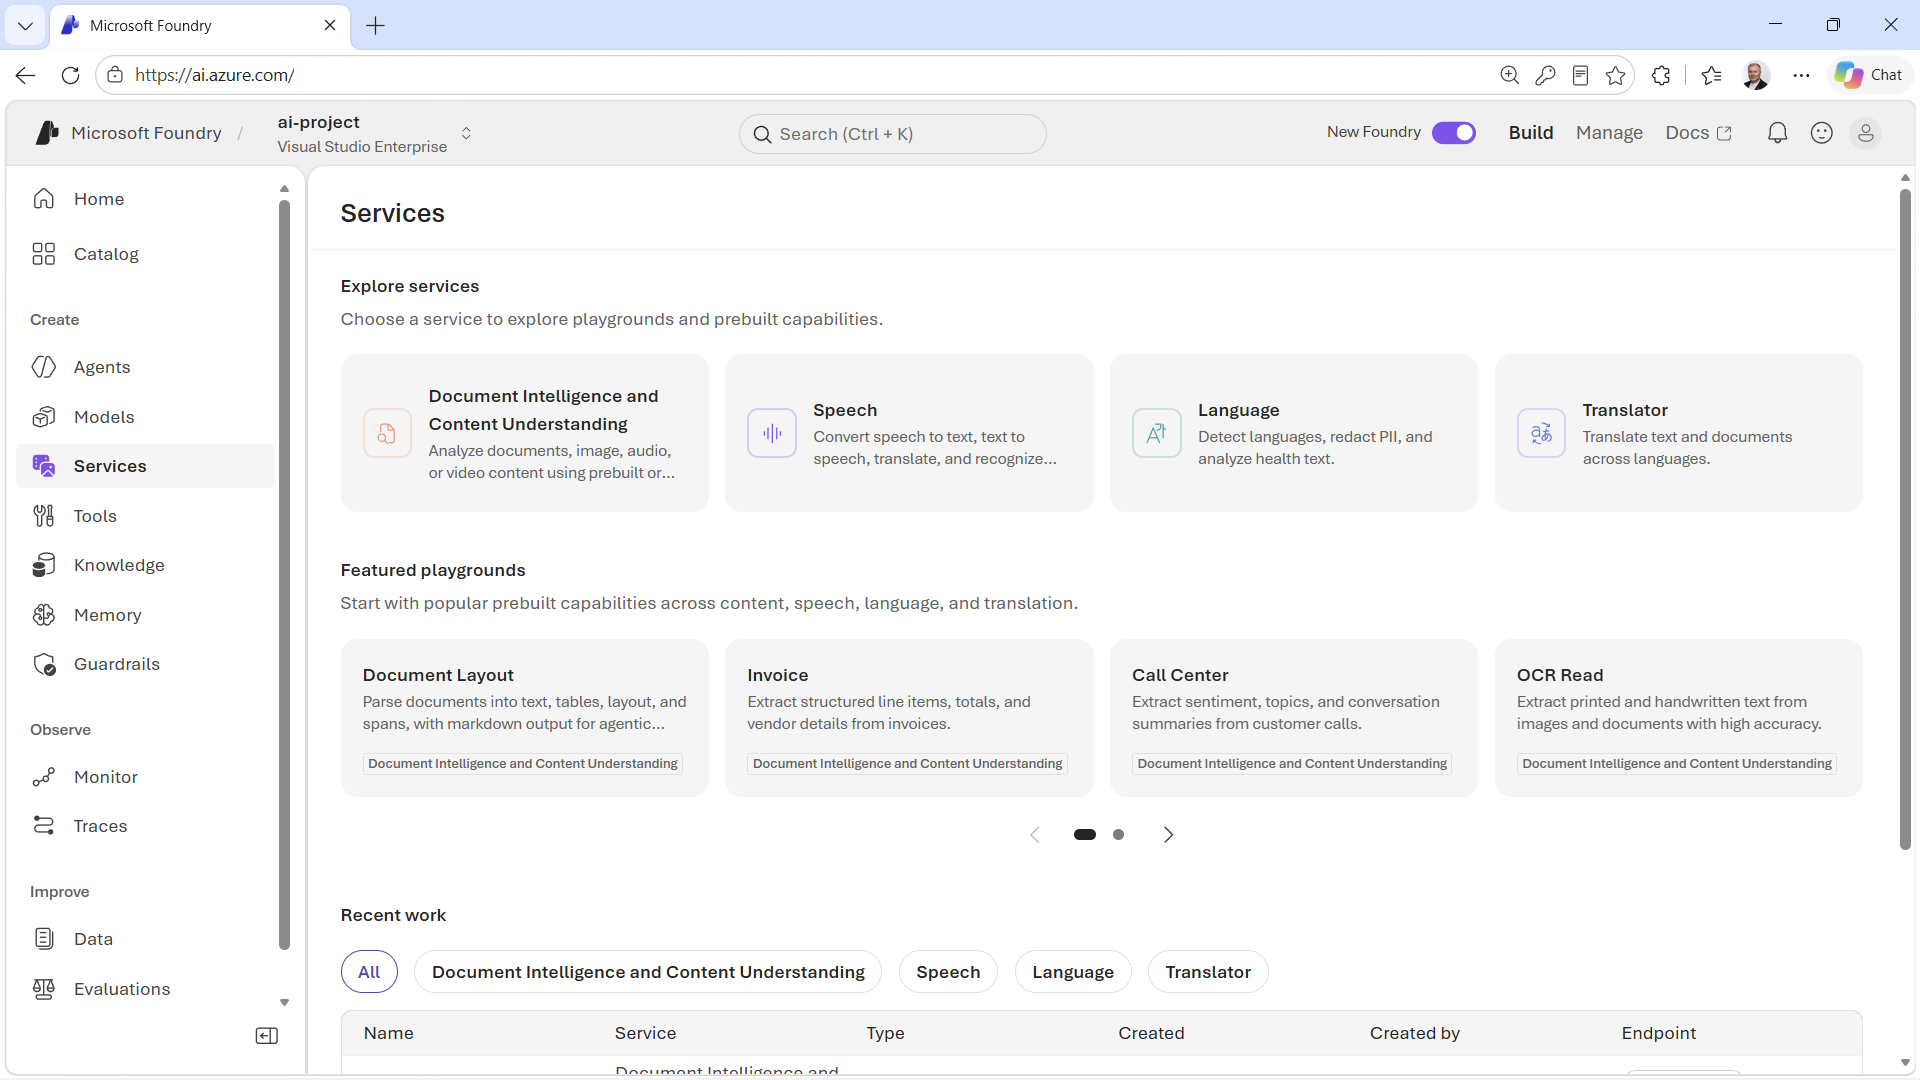 Microsoft Foundry
https://ai.azure.com/
Chat
Microsoft Foundry
/
ai-project
Visual Studio Enterprise
Search (Ctrl + K)
New Foundry
Build
Manage
Docs
Home
Catalog
Create
Agents
Models
Services
Tools
Knowledge
Memory
Guardrails
Observe
Monitor
Traces
Improve
Data
Evaluations
Services
Explore services
Choose a service to explore playgrounds and prebuilt capabilities.
Document Intelligence and
Content Understanding
Analyze documents, image, audio,
or video content using prebuilt or...
Speech
Convert speech to text, text to
speech, translate, and recognize...
Language
Detect languages, redact PII, and
analyze health text.
Translator
Translate text and documents
across languages.
Featured playgrounds
Start with popular prebuilt capabilities across content, speech, language, and translation.
Document Layout
Parse documents into text, tables, layout, and
spans, with markdown output for agentic...
Document Intelligence and Content Understanding
Invoice
Extract structured line items, totals, and
vendor details from invoices.
Document Intelligence and Content Understanding
Call Center
Extract sentiment, topics, and conversation
summaries from customer calls.
Document Intelligence and Content Understanding
OCR Read
Extract printed and handwritten text from
images and documents with high accuracy.
Document Intelligence and Content Understanding
Recent work
All
Document Intelligence and Content Understanding
Speech
Language
Translator
Name
Service
Type
Created
Created by
Endpoint
Document Intelligence and